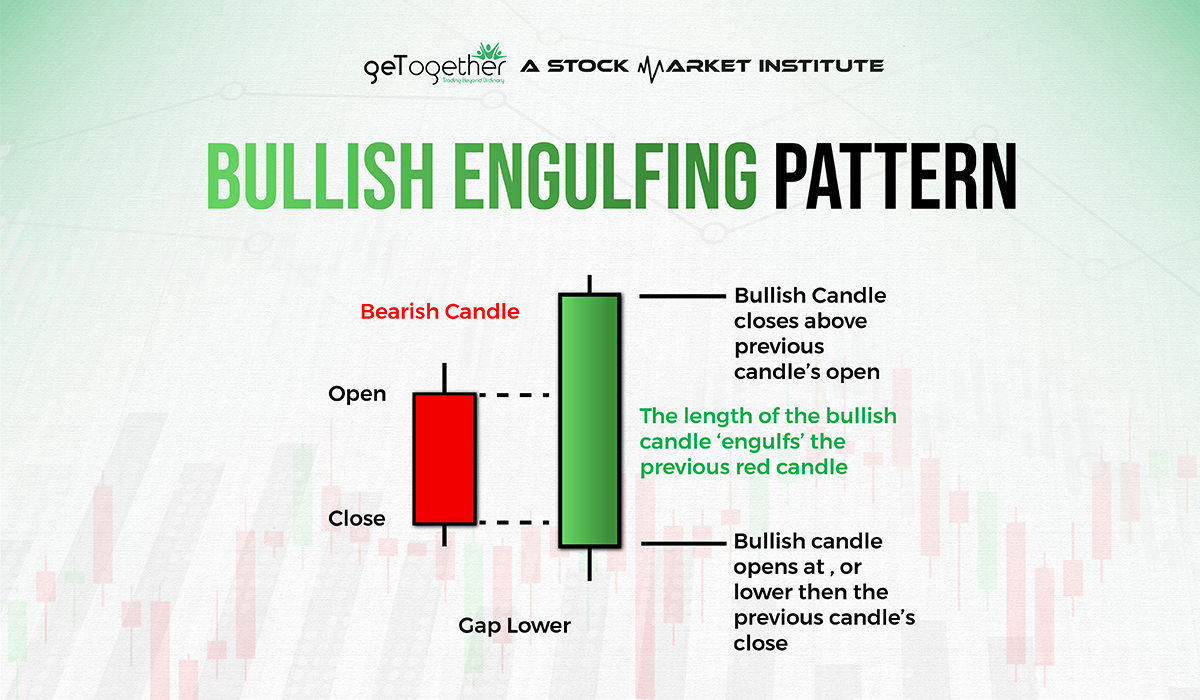 geTogether A STOCK MARKET INSTITUTE
Trading Beyond Ordinary
BULLISH ENGULFING PATTERN
Bearish Candle
Open
Close
Gap Lower
Bullish Candle
closes above
previous
candle’s open
The length of the bullish
candle ‘engulfs’ the
previous red candle
Bullish candle
opens at , or
lower then the
previous candle’s
close